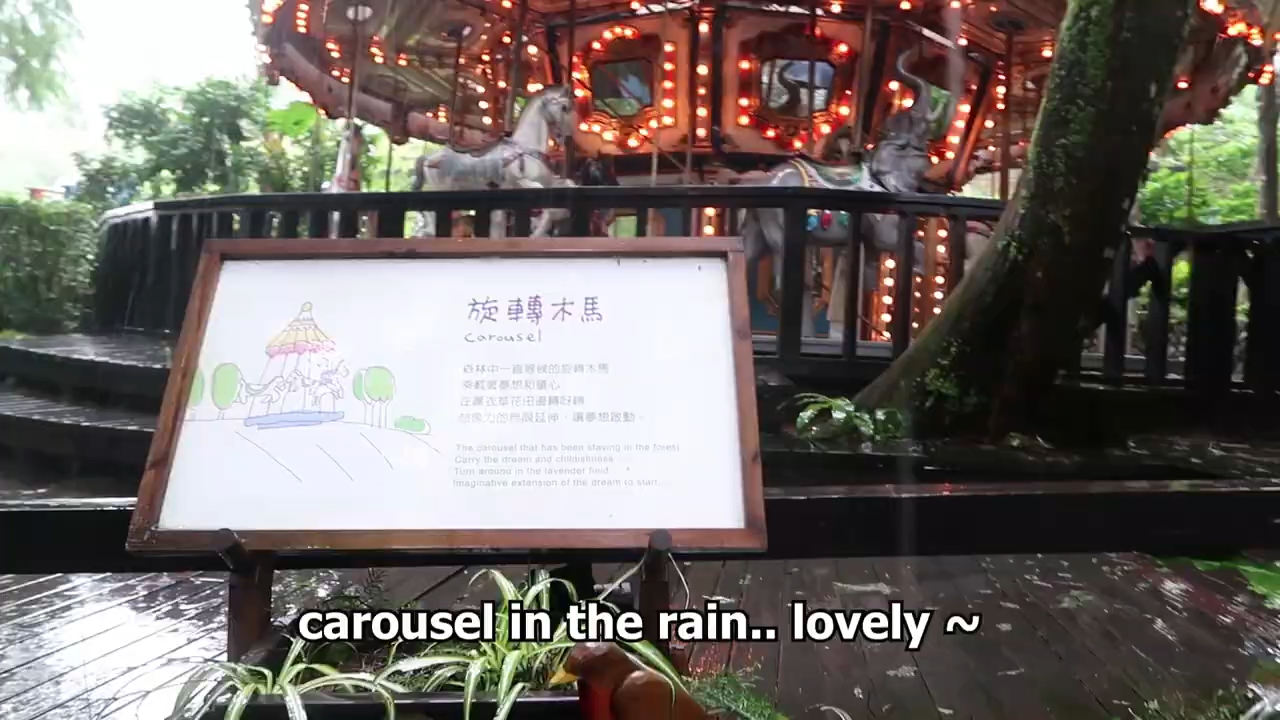 旋轉木馬
carousel
森林中一直等候的旋轉木馬
乘載著夢想和童心
在薰衣草花田邊轉好轉
想像力的無限延伸，讓夢想啟動。
The carousel that has been staying in the forest
Carry the dream and childishness
Turn around in the lavender field
Imaginative extension of the dream to start...
carousel in the rain.. lovely ~